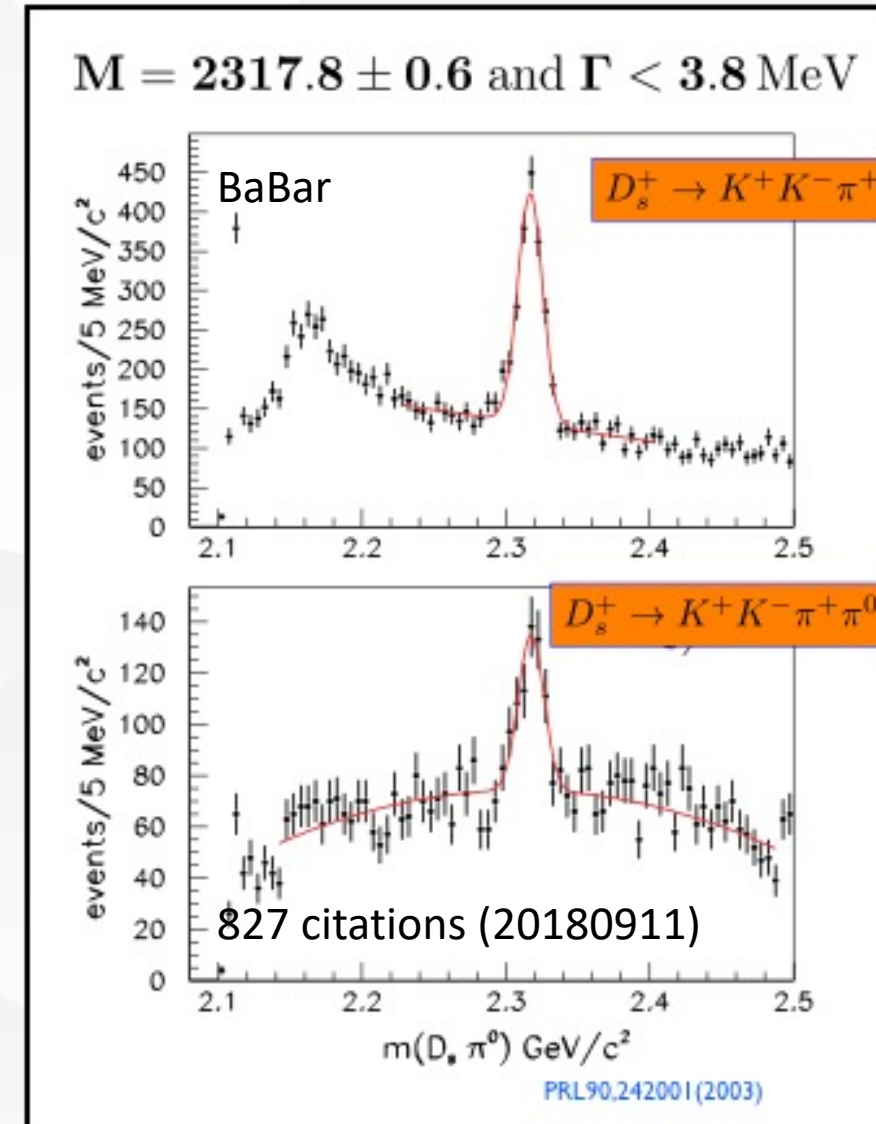 M = 2317.8 ± 0.6 and Γ < 3.8 MeV
BaBar
D_s^+ → K^+ K^- π^+
events/5 MeV/c²
450
400
350
300
250
200
150
100
50
0
2.1 2.2 2.3 2.4 2.5
D_s^+ → K^+ K^- π^+ π^0
events/5 MeV/c²
140
120
100
80
60
40
20
0
827 citations (20180911)
2.1 2.2 2.3 2.4 2.5
m(D_s π⁰) GeV/c²
PRL90,242001(2003)